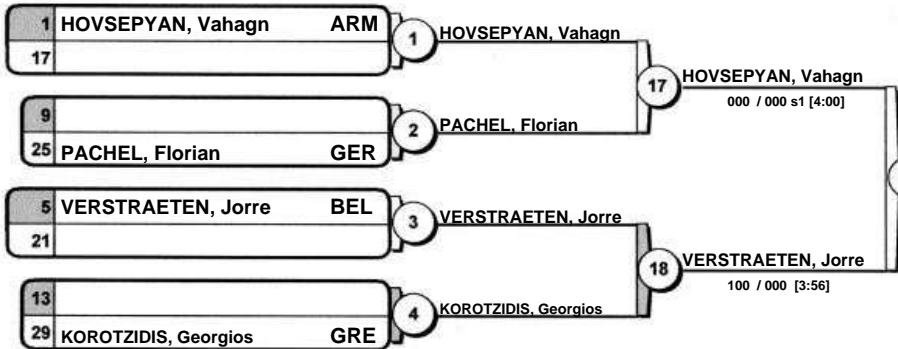 1 HOVSEPYAN, Vahagn ARM
17
1
HOVSEPYAN, Vahagn
9
25 PACHEL, Florian GER
2
PACHEL, Florian
17
HOVSEPYAN, Vahagn
000 / 000 s1 [4:00]
5 VERSTRAETEN, Jorre BEL
21
3
VERSTRAETEN, Jorre
13
29 KOROTZIDIS, Georgios GRE
4
KOROTZIDIS, Georgios
18
VERSTRAETEN, Jorre
100 / 000 [3:56]